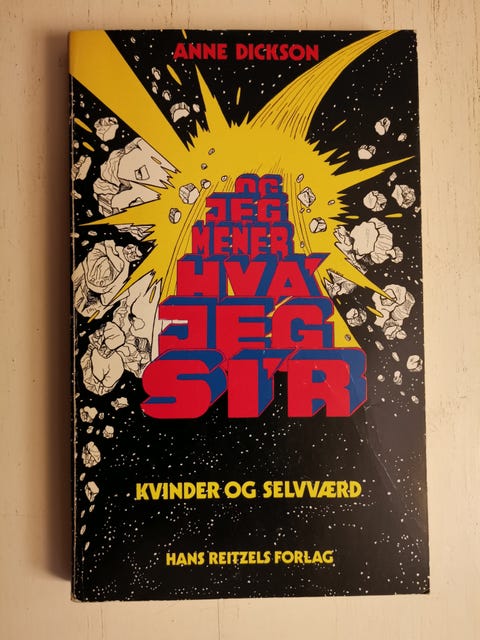 ANNE DICKSON
OG
JEG
MENER
HVA'
JEG
SI'R
KVINDER OG SELVVÆRD
HANS REITZELS FORLAG